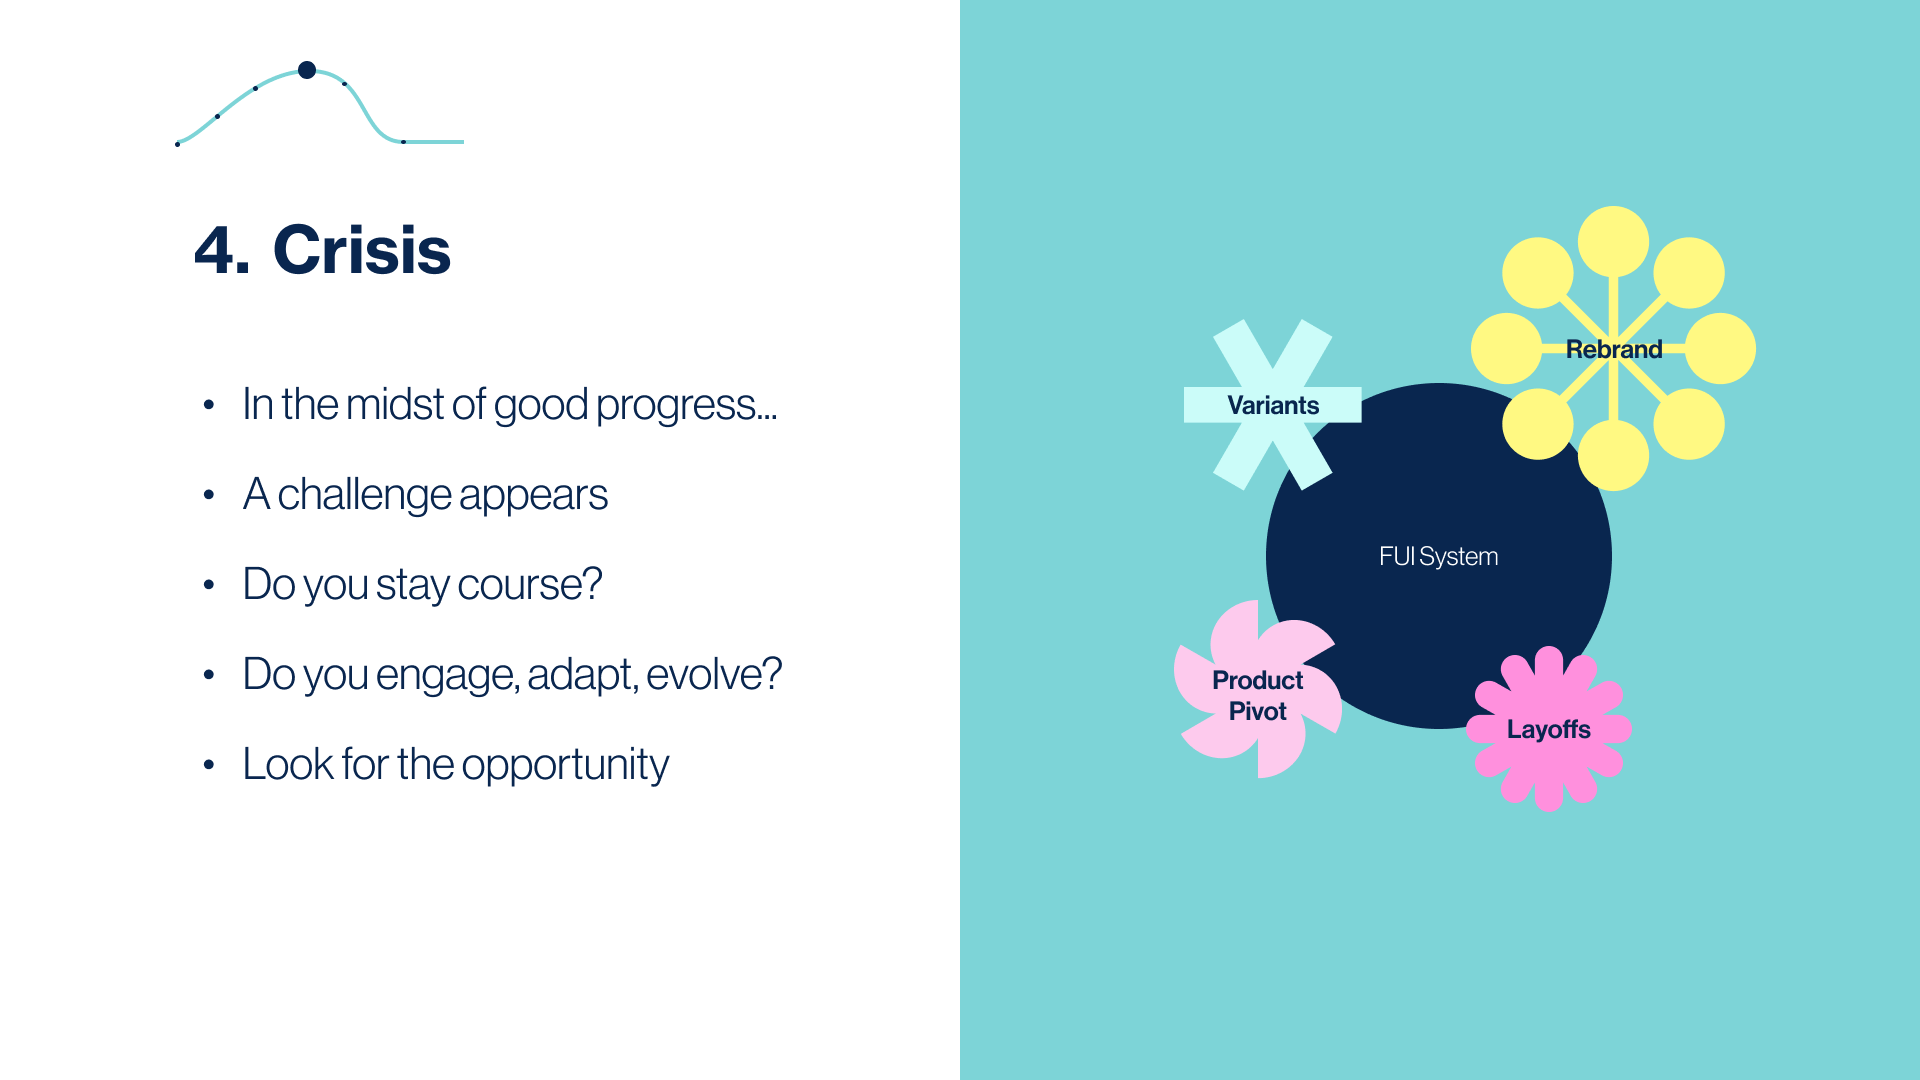 4. Crisis
• In the midst of good progress...
• A challenge appears
• Do you stay course?
• Do you engage, adapt, evolve?
• Look for the opportunity
Rebrand
Variants
FUI System
Product
Pivot
Layoffs